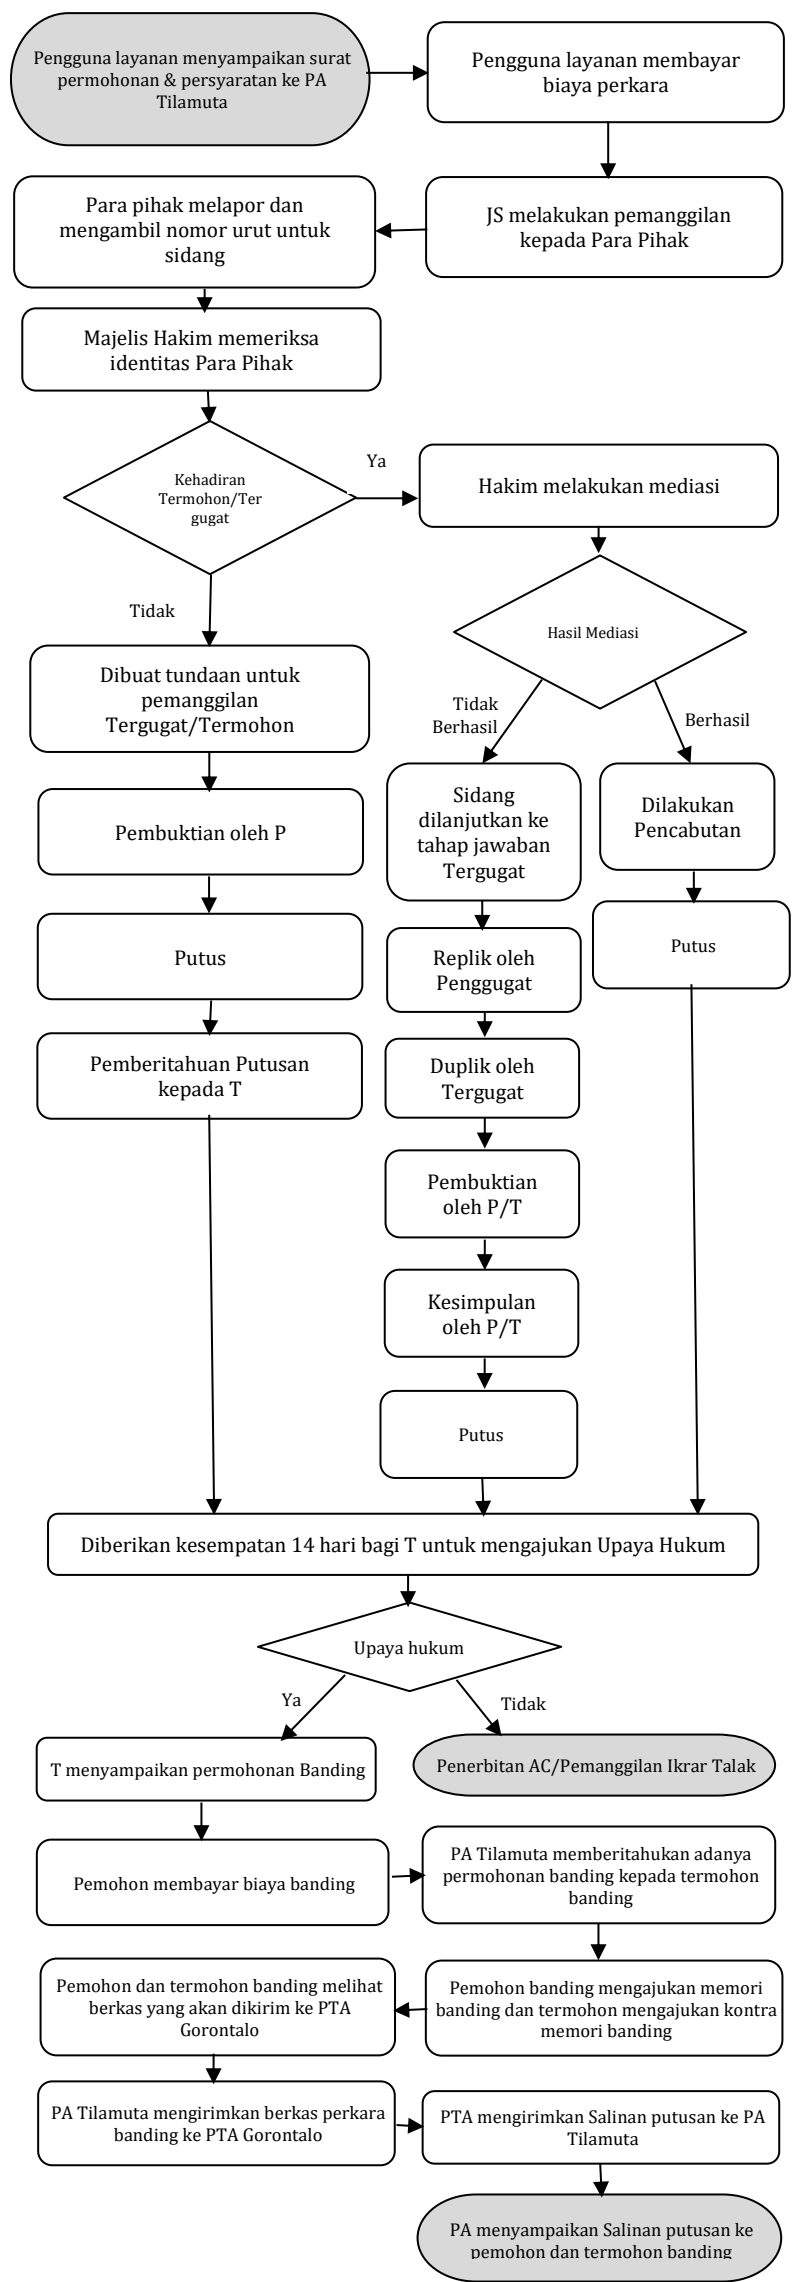 Pengguna layanan menyampaikan surat
permohonan & persyaratan ke PA
Tilamuta
Pengguna layanan membayar
biaya perkara
JS melakukan pemanggilan
kepada Para Pihak
Para pihak melapor dan
mengambil nomor urut untuk
sidang
Majelis Hakim memeriksa
identitas Para Pihak
Kehadiran
Termohon/Ter
gugat
Ya
Hakim melakukan mediasi
Tidak
Hasil Mediasi
Dibuat tundaan untuk
pemanggilan
Tergugat/Termohon
Tidak
Berhasil
Berhasil
Pembuktian oleh P
Putus
Pemberitahuan Putusan
kepada T
Sidang
dilanjutkan ke
tahap jawaban
Tergugat
Replik oleh
Penggugat
Duplik oleh
Tergugat
Pembuktian
oleh P/T
Kesimpulan
oleh P/T
Putus
Dilakukan
Pencabutan
Putus
Diberikan kesempatan 14 hari bagi T untuk mengajukan Upaya Hukum
Upaya hukum
Ya
Tidak
T menyampaikan permohonan Banding
Penerbitan AC/Pemanggilan Ikrar Talak
Pemohon membayar biaya banding
PA Tilamuta memberitahukan adanya
permohonan banding kepada termohon
banding
Pemohon banding mengajukan memori
banding dan termohon mengajukan kontra
memori banding
Pemohon dan termohon banding melihat
berkas yang akan dikirim ke PTA
Gorontalo
PA Tilamuta mengirimkan berkas perkara
banding ke PTA Gorontalo
PTA mengirimkan Salinan putusan ke PA
Tilamuta
PA menyampaikan Salinan putusan ke
pemohon dan termohon banding